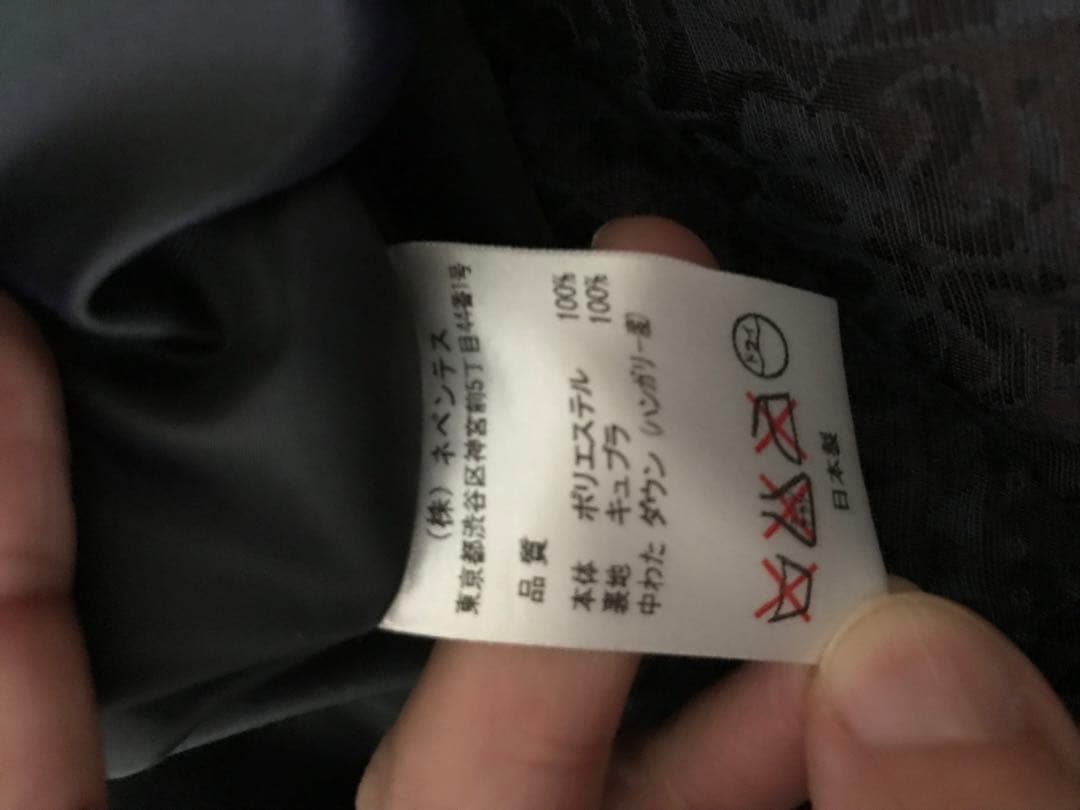 (株) ネペンテス
東京都渋谷区神宮前5丁目44番1号
品質
本体 ポリエステル 100%
裏地 キュプラ 100%
中わた ダウン (ハンガリー産)
ドライ
日本製